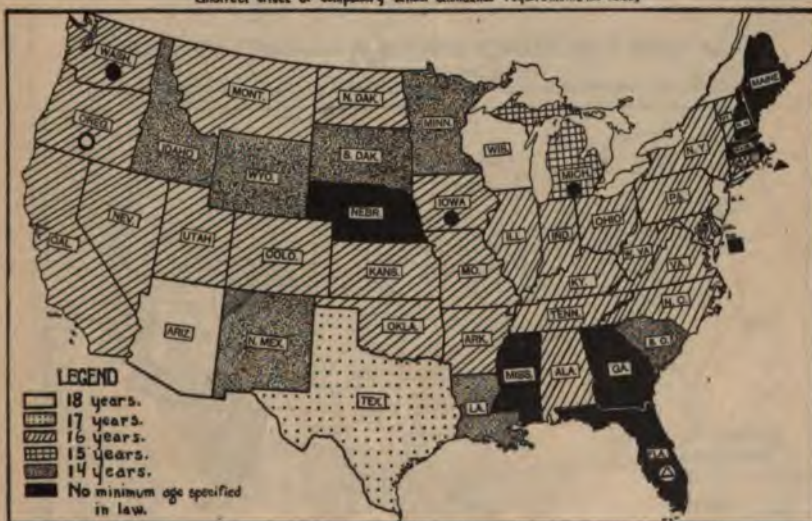 WASH.
MONT.
N. DAK.
MINN.
OREG.
IDAHO
WYO.
S. DAK.
WIS.
MICH.
N.Y.
MAINE
NEBR.
IOWA
PA.
NEV.
UTAH
COLO.
KANS.
MO.
ILL.
IND.
OHIO
W. VA.
VA.
KY.
CAL.
ARIZ.
N. MEX.
OKLA.
ARK.
TENN.
N. C.
S. C.
TEX.
LA.
MISS.
ALA.
GA.
FLA.
LEGEND
18 years.
17 years.
16 years.
15 years.
14 years.
No minimum age specified
in law.